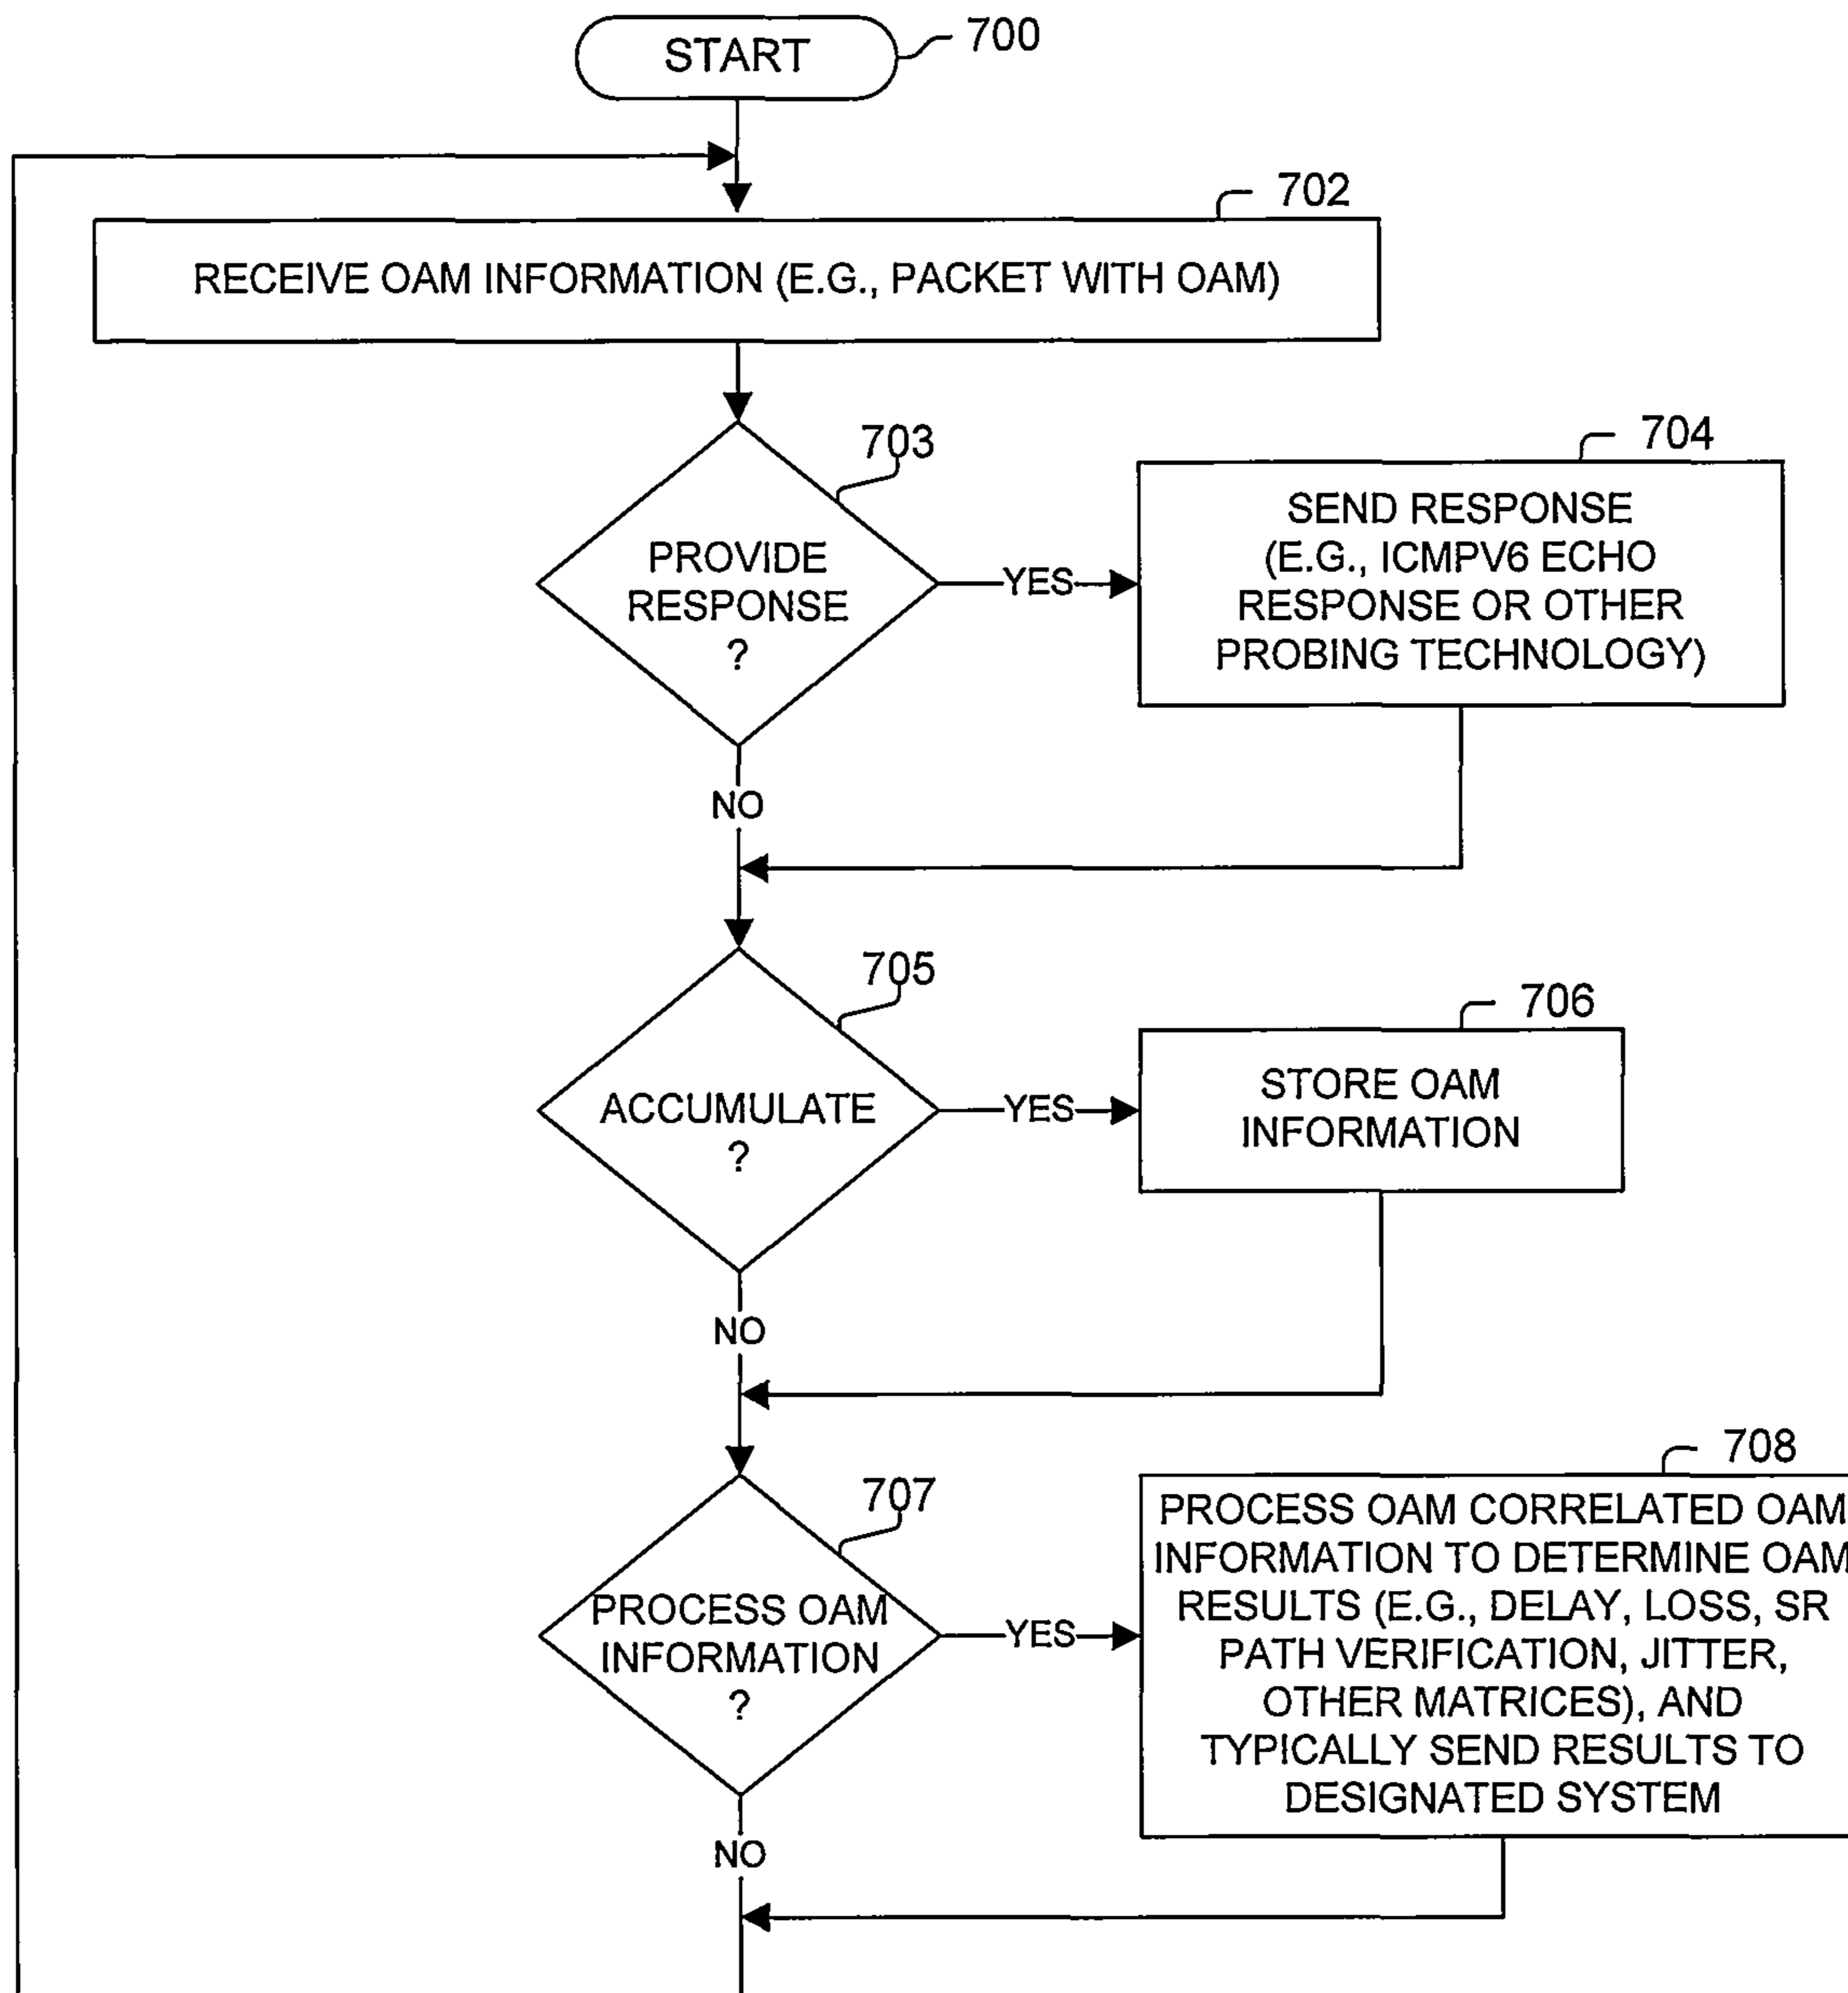 START
700
702
RECEIVE OAM INFORMATION (E.G., PACKET WITH OAM)
703
PROVIDE
RESPONSE
?
YES
NO
704
SEND RESPONSE
(E.G., ICMPV6 ECHO
RESPONSE OR OTHER
PROBING TECHNOLOGY)
705
ACCUMULATE
?
YES
NO
706
STORE OAM
INFORMATION
707
PROCESS OAM
INFORMATION
?
YES
NO
708
PROCESS OAM CORRELATED OAM
INFORMATION TO DETERMINE OAM
RESULTS (E.G., DELAY, LOSS, SR
PATH VERIFICATION, JITTER,
OTHER MATRICES), AND
TYPICALLY SEND RESULTS TO
DESIGNATED SYSTEM